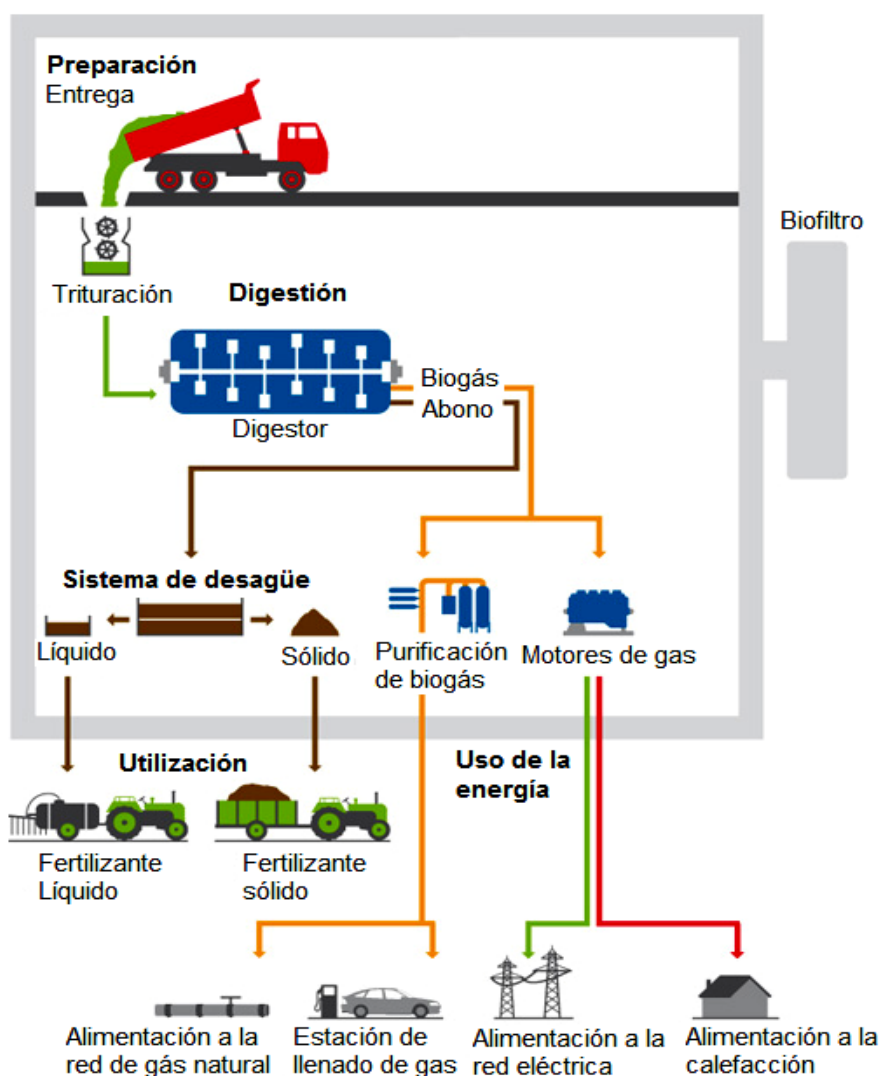 Preparación
Entrega
Biofiltro
Trituración
Digestión
Biogás
Abono
Digestor
Sistema de desagüe
Líquido
Sólido
Purificación
de biogás
Motores de gas
Utilización
Uso de la
energía
Fertilizante
Líquido
Fertilizante
sólido
Alimentación a la
red de gás natural
Estación de
llenado de gas
Alimentación a la
red eléctrica
Alimentación a la
calefacción